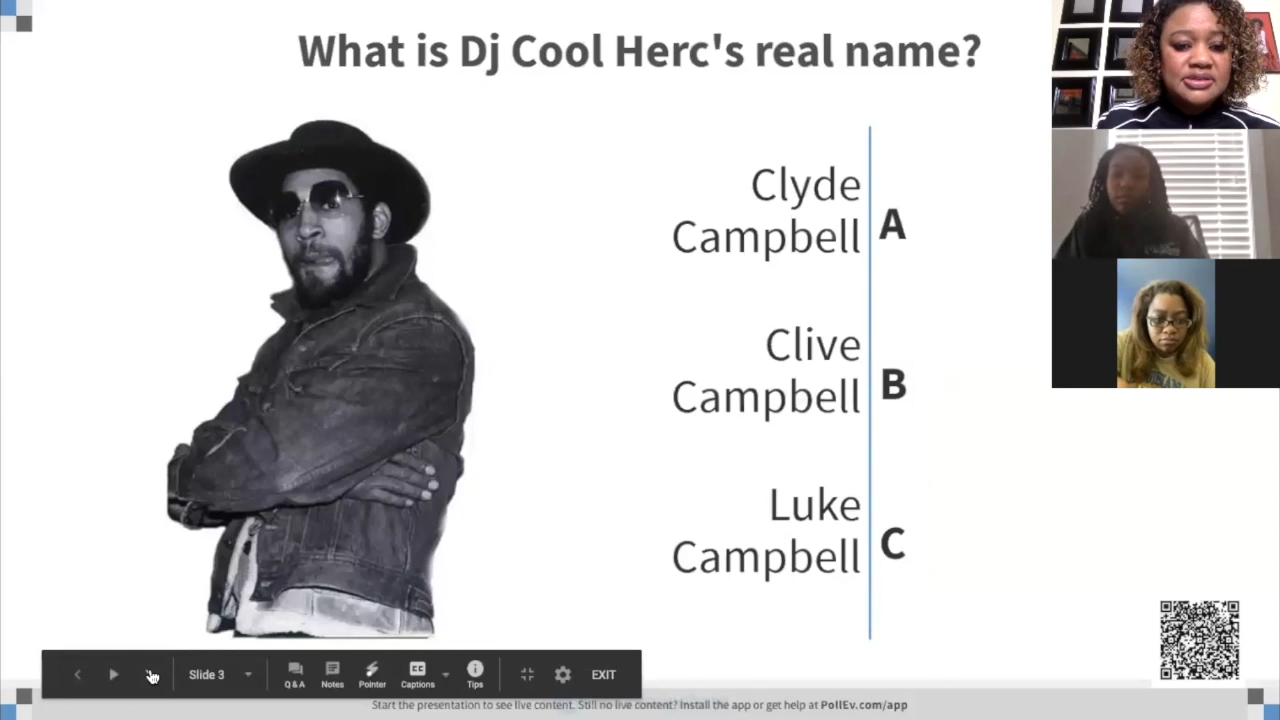 What is Dj Cool Herc's real name?
Clyde
Campbell
A
Clive
Campbell
B
Luke
Campbell
C
Slide 3
Q & A
Notes
Pointer
CC
Captions
Tips
EXIT
Start the presentation to see live content. Still no live content? Install the app or get help at PollEv.com/app